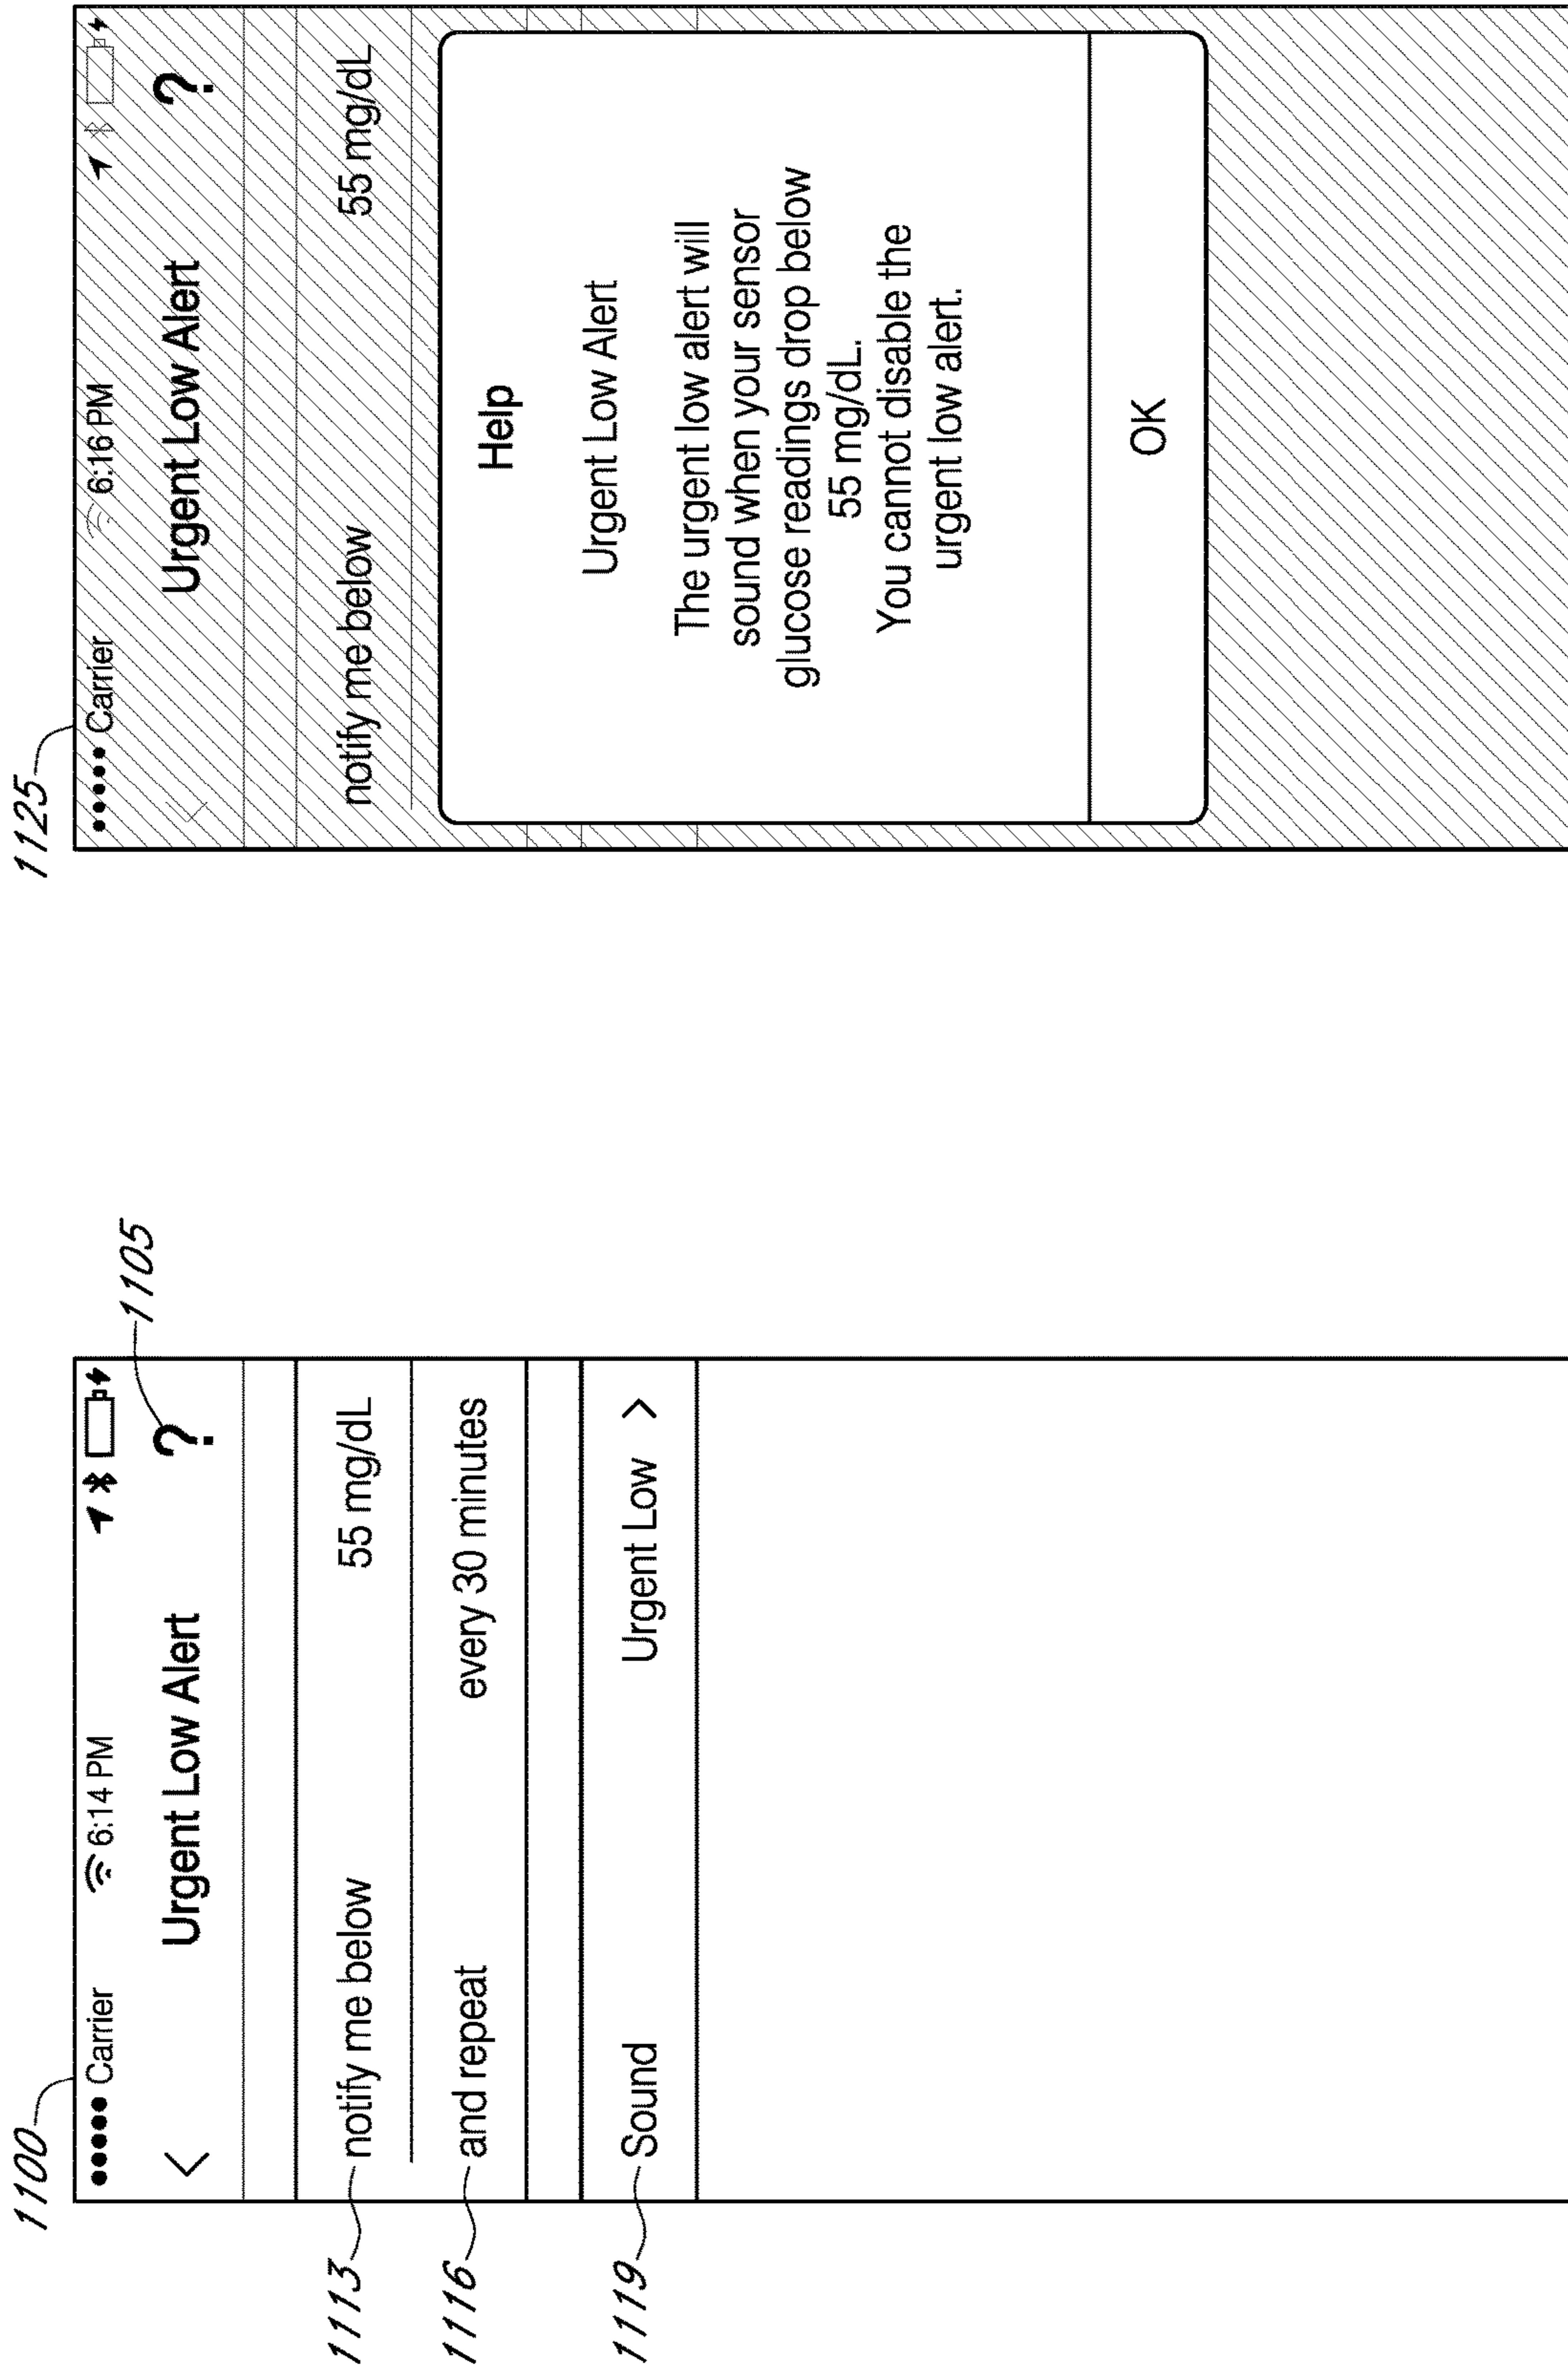 1100
●●●●● Carrier 6:14 PM
< Urgent Low Alert ?
1105
1113 notify me below 55 mg/dL
1116 and repeat every 30 minutes
1119 Sound Urgent Low >
1125
●●●●● Carrier 6:16 PM
< Urgent Low Alert ?
notify me below 55 mg/dL
Help
Urgent Low Alert
The urgent low alert will
sound when your sensor
glucose readings drop below
55 mg/dL.
You cannot disable the
urgent low alert.
OK